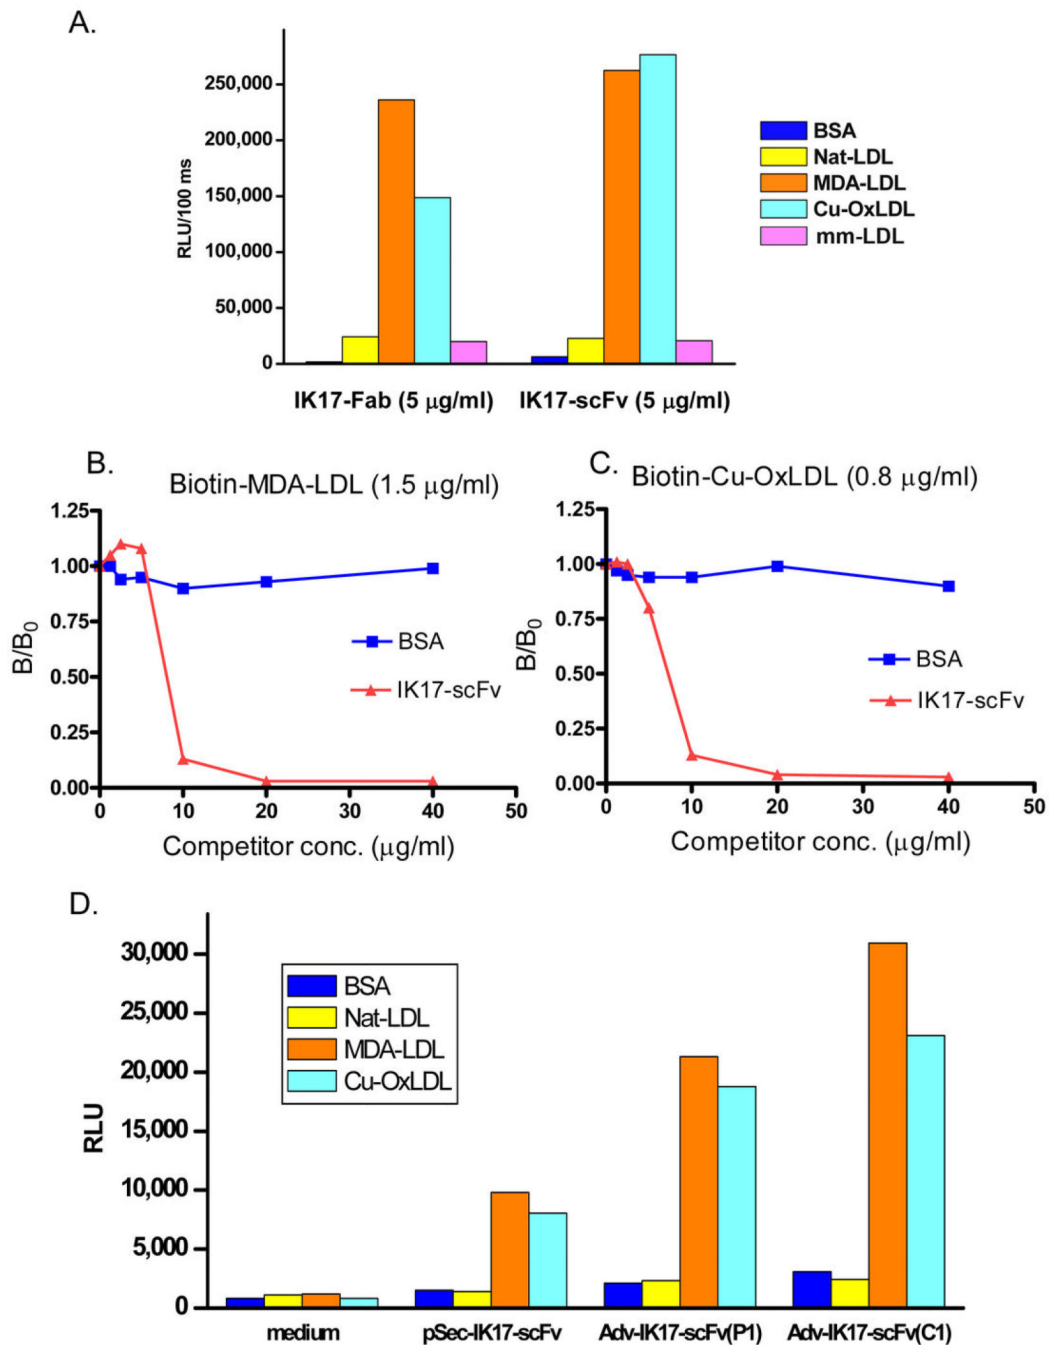 A.
250,000
200,000
150,000
100,000
50,000
0
RLU/100 ms
BSA
Nat-LDL
MDA-LDL
Cu-OxLDL
mm-LDL
IK17-Fab (5 μg/ml)
IK17-scFv (5 μg/ml)
B.
Biotin-MDA-LDL (1.5 μg/ml)
1.25
1.00
0.75
0.50
0.25
0.00
B/B0
BSA
IK17-scFv
0 10 20 30 40 50
Competitor conc. (μg/ml)
C.
Biotin-Cu-OxLDL (0.8 μg/ml)
1.25
1.00
0.75
0.50
0.25
0.00
B/B0
BSA
IK17-scFv
0 10 20 30 40 50
Competitor conc. (μg/ml)
D.
30,000
25,000
20,000
15,000
10,000
5,000
0
RLU
BSA
Nat-LDL
MDA-LDL
Cu-OxLDL
medium
pSec-IK17-scFv
Adv-IK17-scFv(P1)
Adv-IK17-scFv(C1)